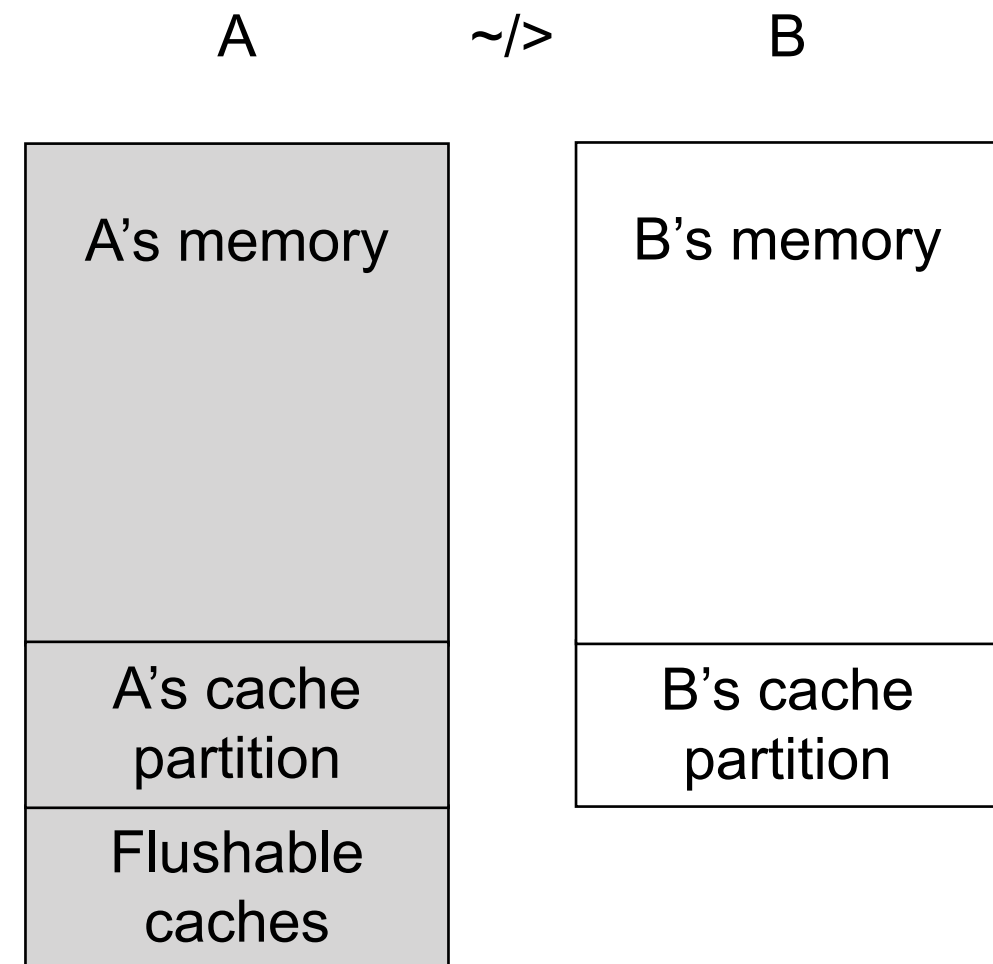 A ~/> B
A’s memory
B’s memory
A’s cache
partition
B’s cache
partition
Flushable
caches